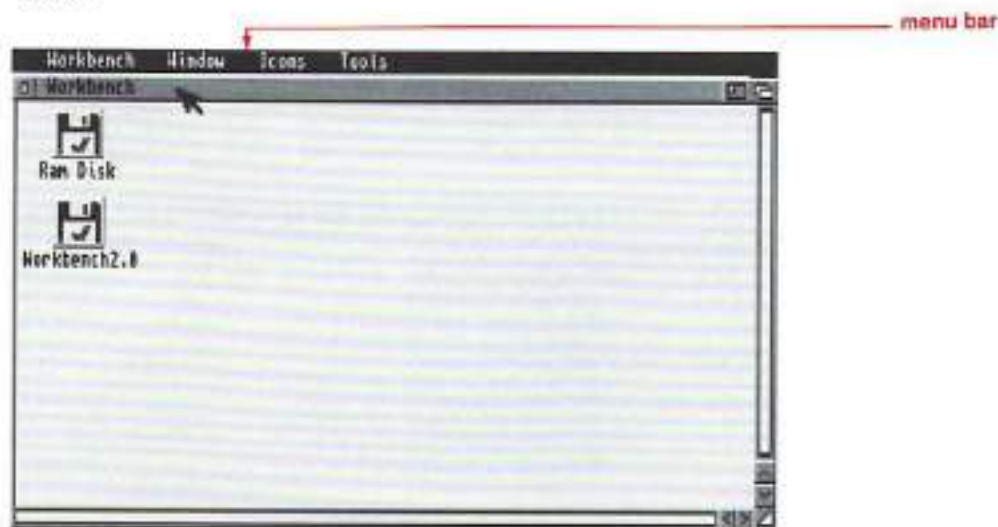 menu bar
Workbench Window Icons Tools
Workbench
Ram Disk
Workbench2.0